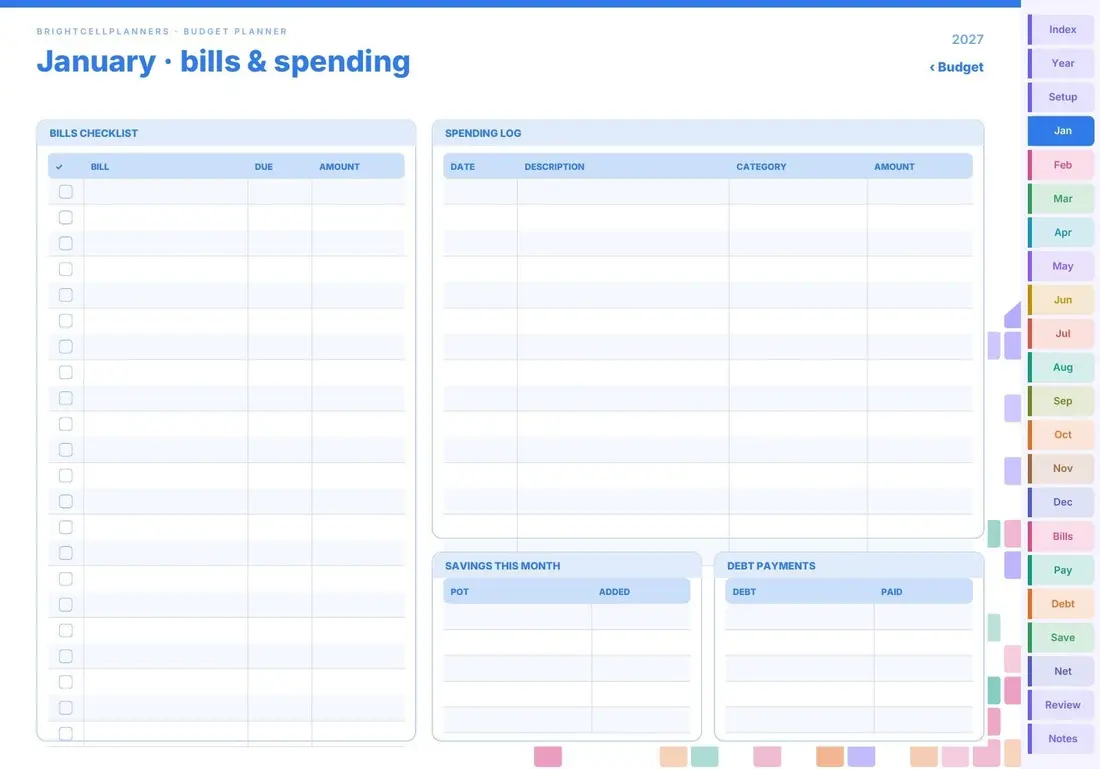 BRIGHTCELLPLANNERS · BUDGET PLANNER
January · bills & spending
2027
‹ Budget
BILLS CHECKLIST
✓ BILL DUE AMOUNT
SPENDING LOG
DATE DESCRIPTION CATEGORY AMOUNT
SAVINGS THIS MONTH
POT ADDED
DEBT PAYMENTS
DEBT PAID
Index
Year
Setup
Jan
Feb
Mar
Apr
May
Jun
Jul
Aug
Sep
Oct
Nov
Dec
Bills
Pay
Debt
Save
Net
Review
Notes